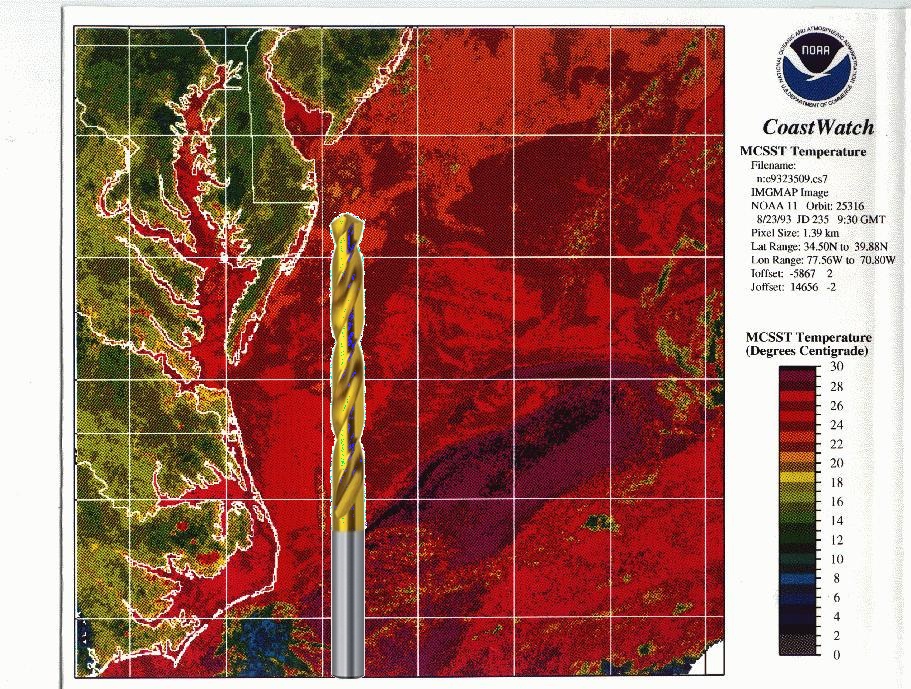 NATIONAL OCEANIC AND ATMOSPHERIC ADMINISTRATION
U.S. DEPARTMENT OF COMMERCE
NOAA
CoastWatch
MCSST Temperature
Filename:
n:c9323509.cs7
IMGMAP Image
NOAA 11 Orbit: 25316
8/23/93 JD 235 9:30 GMT
Pixel Size: 1.39 km
Lat Range: 34.50N to 39.88N
Lon Range: 77.56W to 70.80W
Ioffset: -5867 2
Joffset: 14656 -2
MCSST Temperature
(Degrees Centigrade)
30
28
26
24
22
20
18
16
14
12
10
8
6
4
2
0